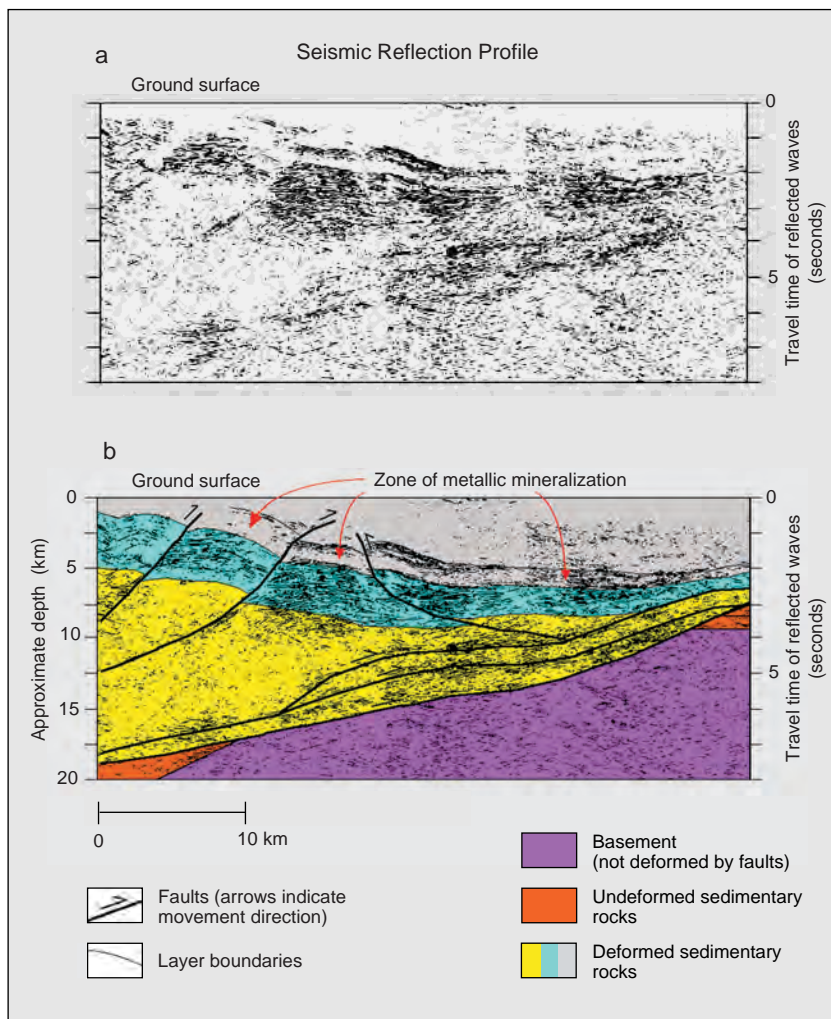 a
Seismic Reflection Profile
Ground surface
0
5
Travel time of reflected waves
(seconds)
b
Ground surface
Zone of metallic mineralization
0
5
10
15
20
Approximate depth (km)
0
5
Travel time of reflected waves
(seconds)
0
10 km
Faults (arrows indicate
movement direction)
Layer boundaries
Basement
(not deformed by faults)
Undeformed sedimentary
rocks
Deformed sedimentary
rocks